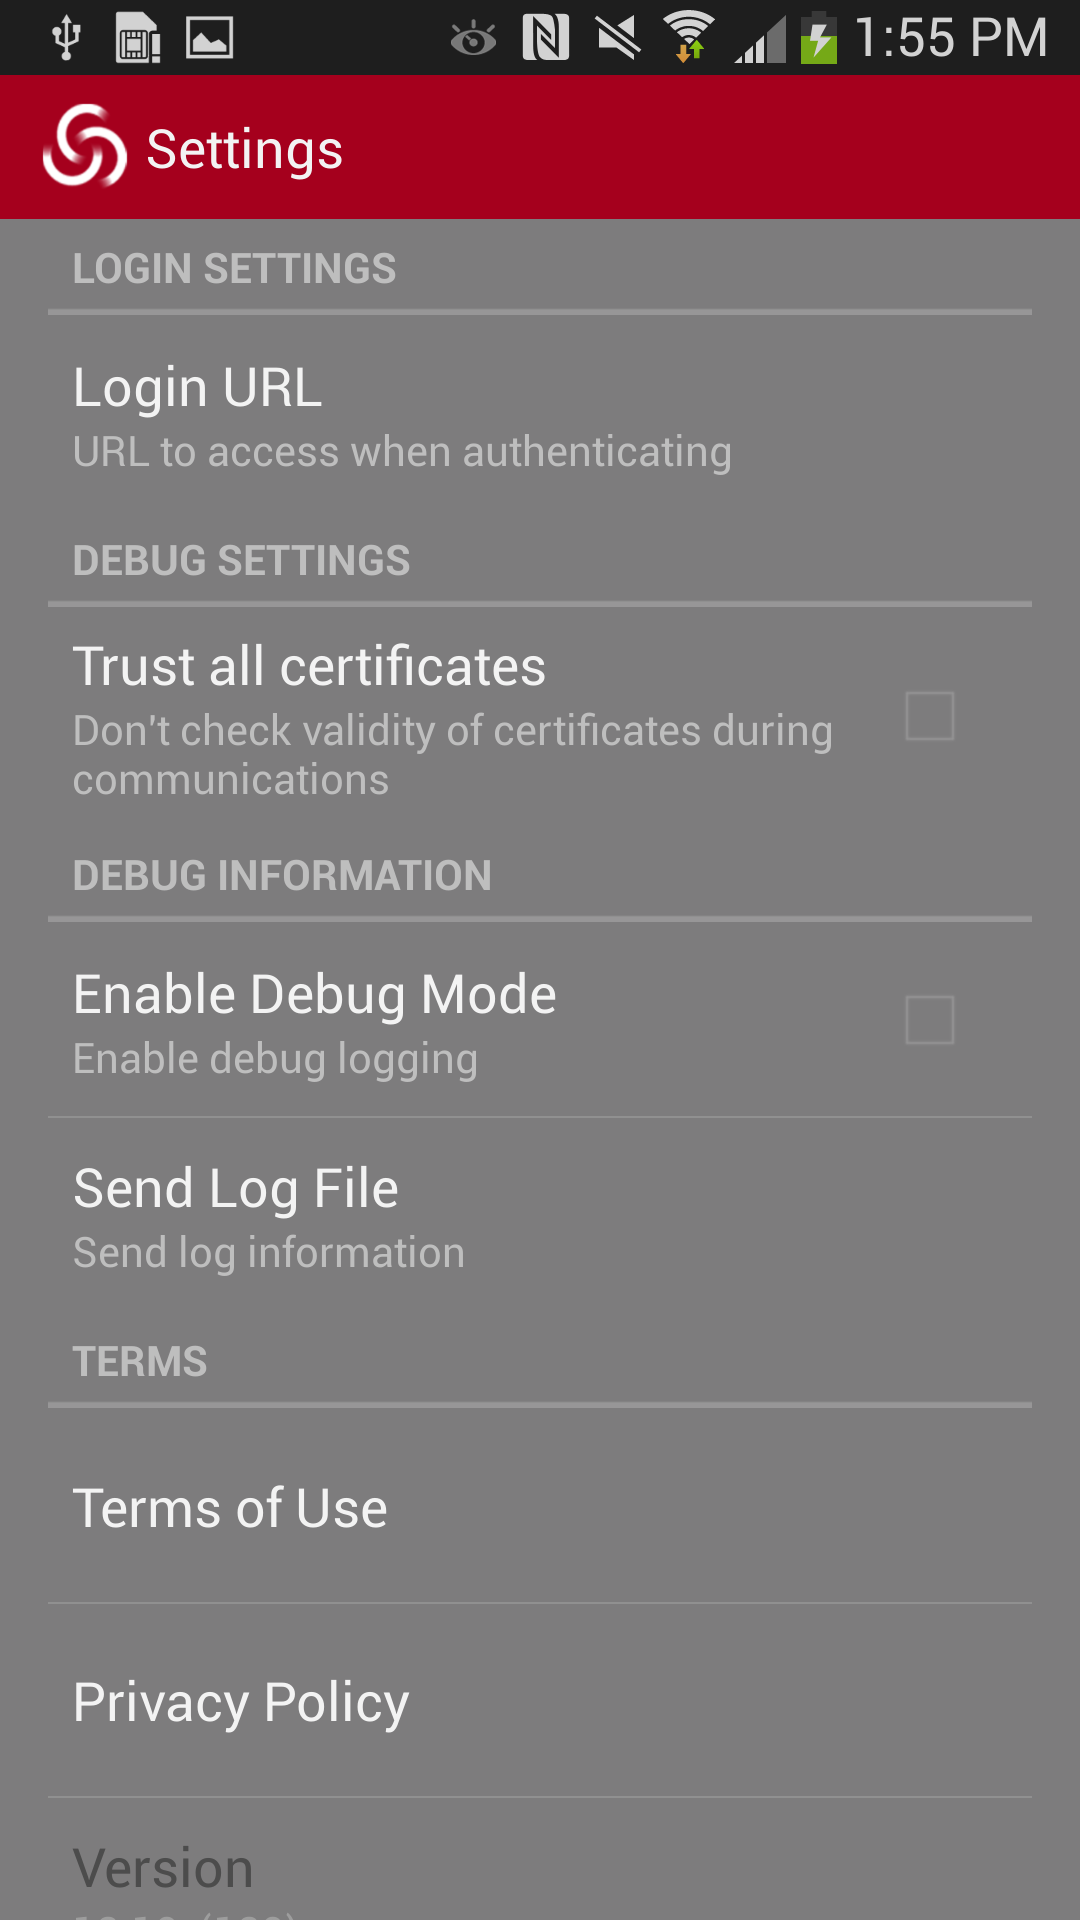 1:55 PM
Settings
LOGIN SETTINGS
Login URL
URL to access when authenticating
DEBUG SETTINGS
Trust all certificates
Don't check validity of certificates during
communications
DEBUG INFORMATION
Enable Debug Mode
Enable debug logging
Send Log File
Send log information
TERMS
Terms of Use
Privacy Policy
Version